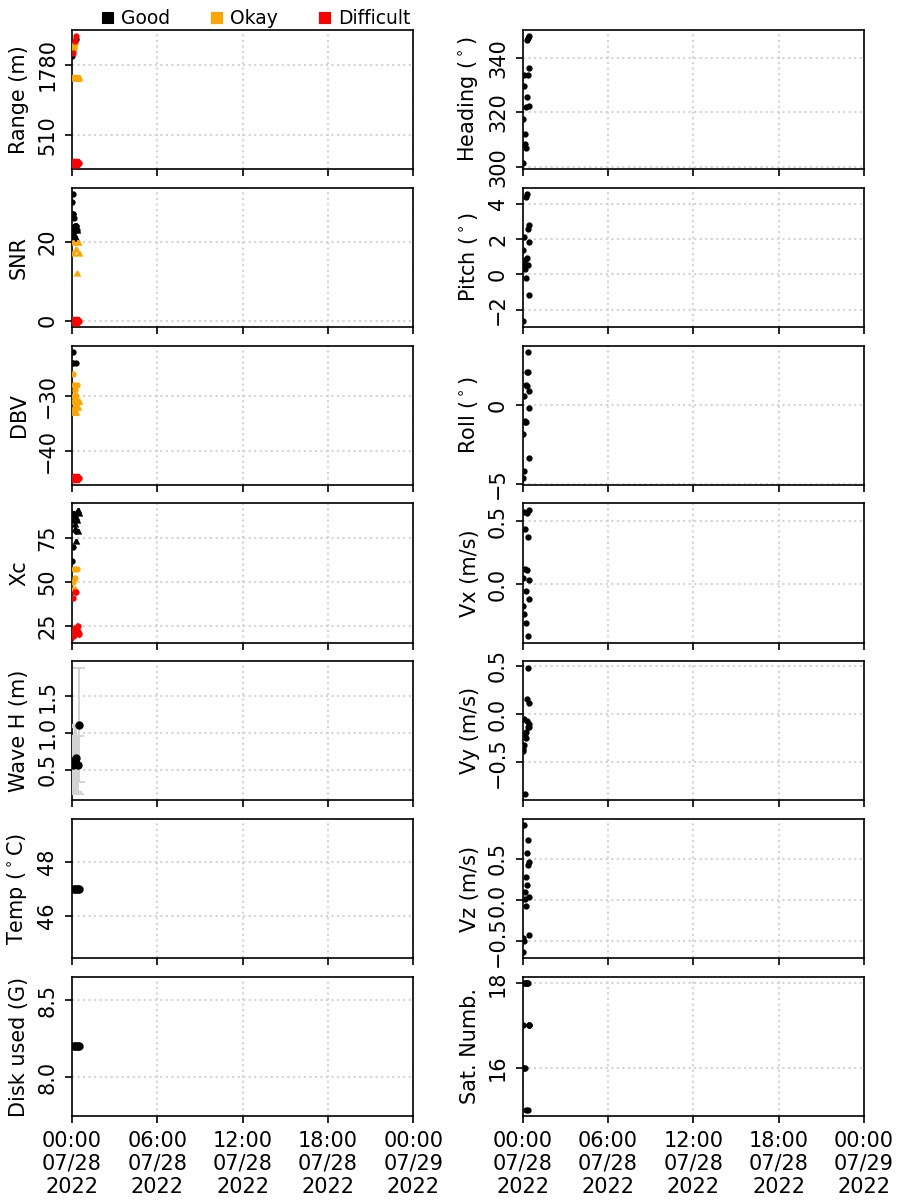 Good Okay Difficult
Range (m)
1780
510
Heading (°)
340
320
300
SNR
20
0
Pitch (°)
4
2
0
−2
DBV
−30
−40
Roll (°)
0
−5
Xc
75
50
25
Vx (m/s)
0.5
0.0
Wave H (m)
1.5
1.0
0.5
Vy (m/s)
0.5
0.0
−0.5
Temp (°C)
48
46
Vz (m/s)
0.5
0.0
−0.5
Disk used (G)
8.5
8.0
Sat. Numb.
18
16
00:00 06:00 12:00 18:00 00:00
07/28 07/28 07/28 07/28 07/29
2022 2022 2022 2022 2022
00:00 06:00 12:00 18:00 00:00
07/28 07/28 07/28 07/28 07/29
2022 2022 2022 2022 2022